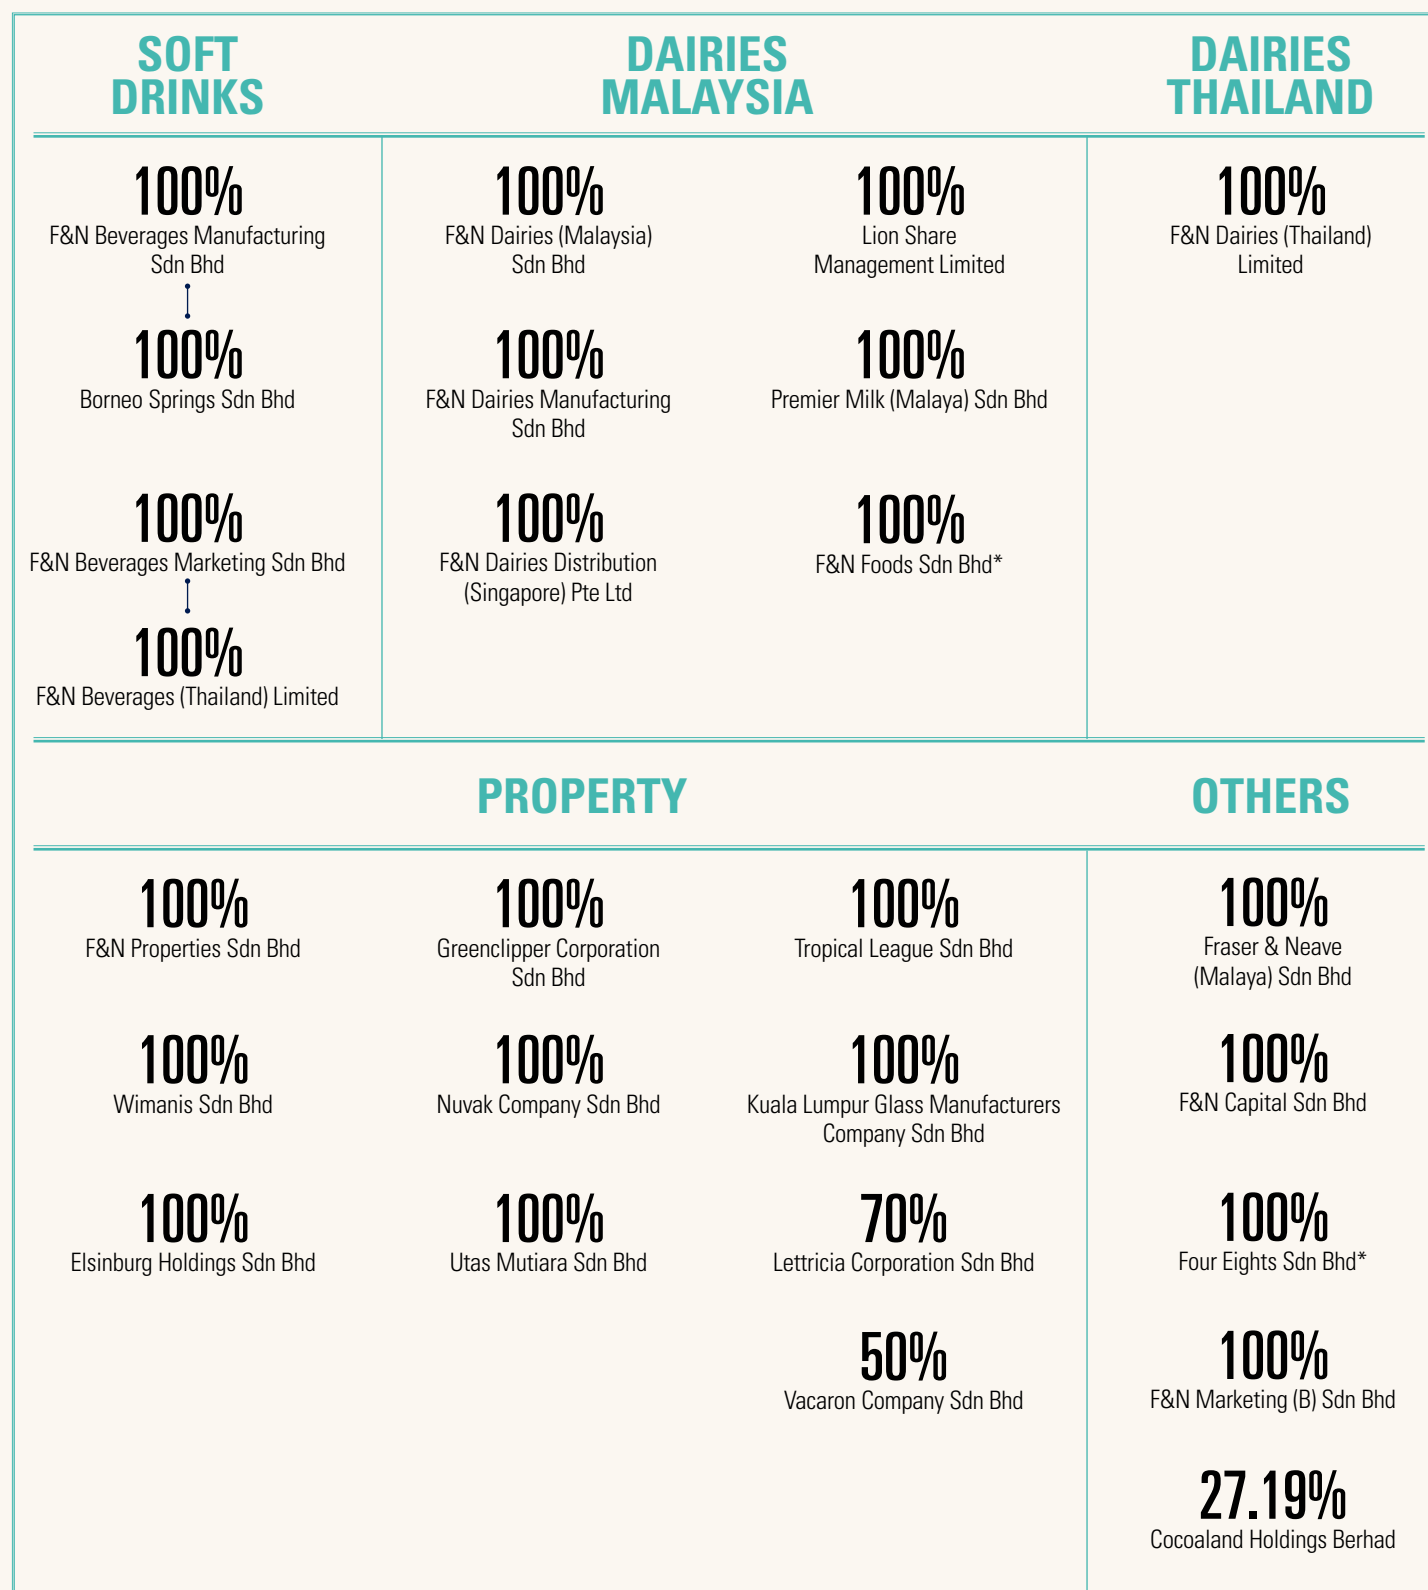 SOFT
DRINKS
100%
F&N Beverages Manufacturing
Sdn Bhd
100%
Borneo Springs Sdn Bhd
100%
F&N Beverages Marketing Sdn Bhd
100%
F&N Beverages (Thailand) Limited
DAIRIES
MALAYSIA
100%
F&N Dairies (Malaysia)
Sdn Bhd
100%
F&N Dairies Manufacturing
Sdn Bhd
100%
F&N Dairies Distribution
(Singapore) Pte Ltd
100%
Lion Share
Management Limited
100%
Premier Milk (Malaya) Sdn Bhd
100%
F&N Foods Sdn Bhd*
DAIRIES
THAILAND
100%
F&N Dairies (Thailand)
Limited
PROPERTY
100%
F&N Properties Sdn Bhd
100%
Wimanis Sdn Bhd
100%
Elsinburg Holdings Sdn Bhd
100%
Greenclipper Corporation
Sdn Bhd
100%
Nuvak Company Sdn Bhd
100%
Utas Mutiara Sdn Bhd
100%
Tropical League Sdn Bhd
100%
Kuala Lumpur Glass Manufacturers
Company Sdn Bhd
70%
Lettricia Corporation Sdn Bhd
50%
Vacaron Company Sdn Bhd
OTHERS
100%
Fraser & Neave
(Malaya) Sdn Bhd
100%
F&N Capital Sdn Bhd
100%
Four Eights Sdn Bhd*
100%
F&N Marketing (B) Sdn Bhd
27.19%
Cocoaland Holdings Berhad